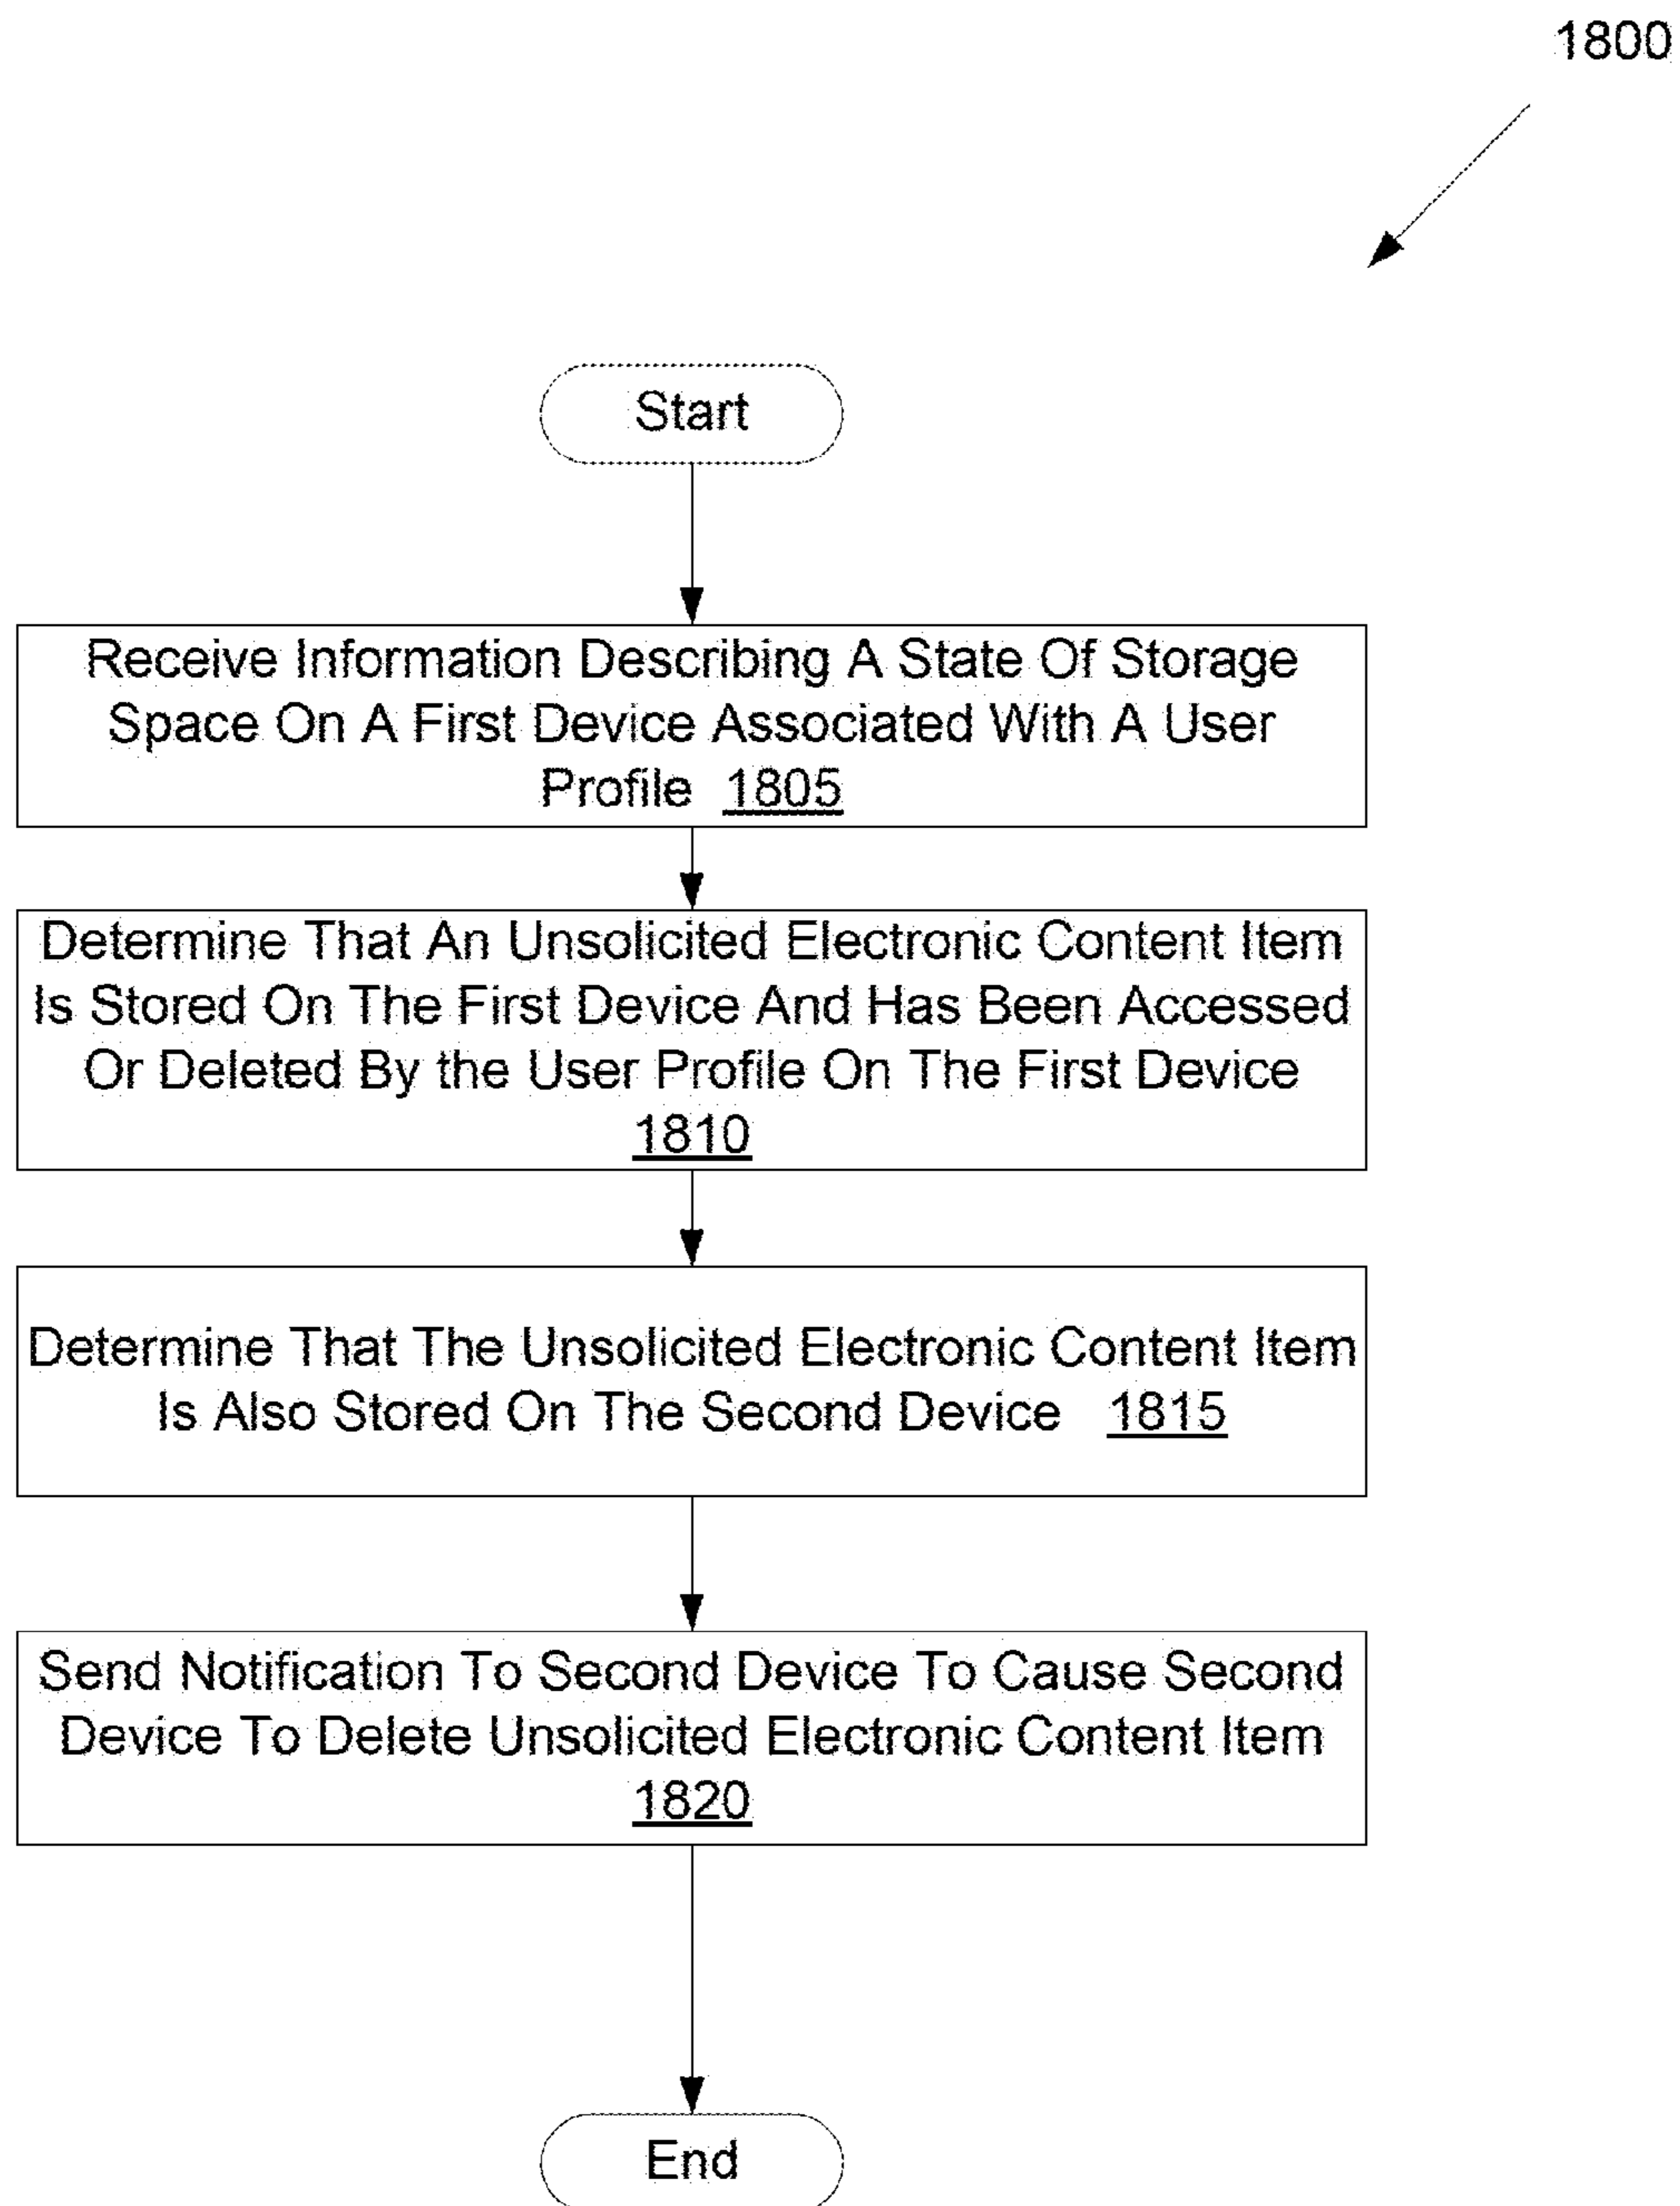 1800
Start
Receive Information Describing A State Of Storage
Space On A First Device Associated With A User
Profile 1805
Determine That An Unsolicited Electronic Content Item
Is Stored On The First Device And Has Been Accessed
Or Deleted By the User Profile On The First Device
1810
Determine That The Unsolicited Electronic Content Item
Is Also Stored On The Second Device 1815
Send Notification To Second Device To Cause Second
Device To Delete Unsolicited Electronic Content Item
1820
End